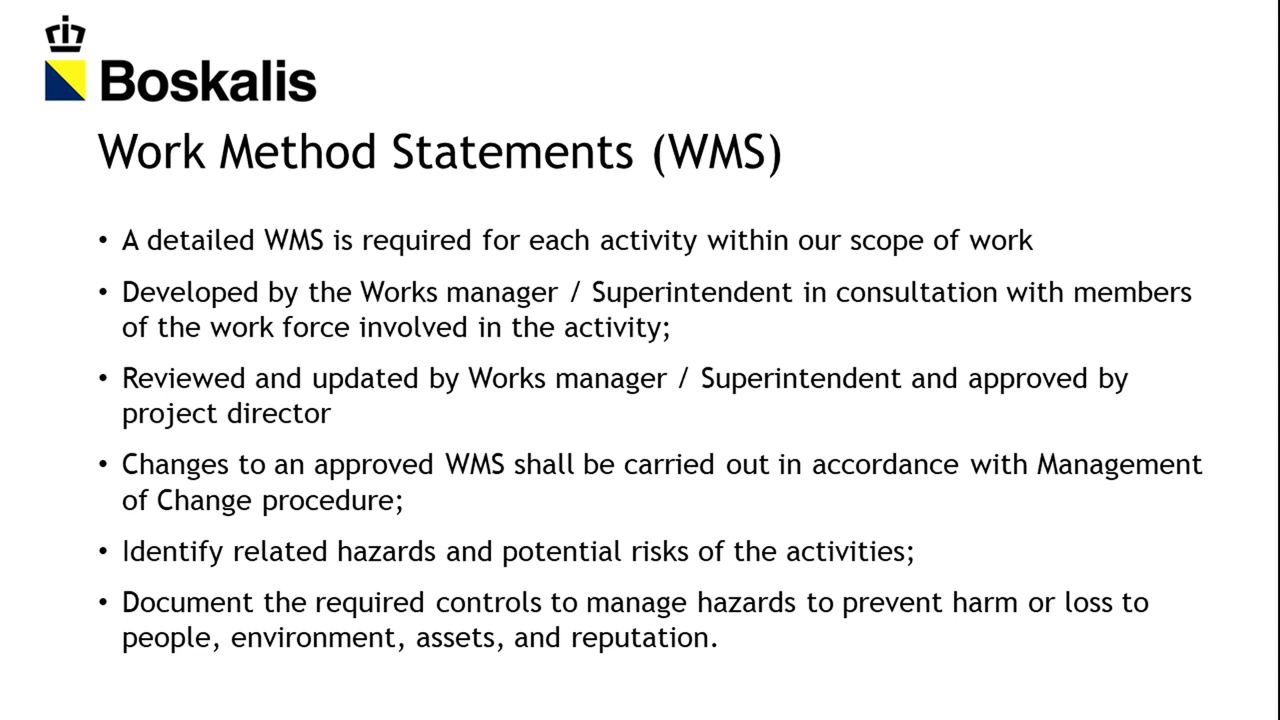 Boskalis
Work Method Statements (WMS)
• A detailed WMS is required for each activity within our scope of work
• Developed by the Works manager / Superintendent in consultation with members
of the work force involved in the activity;
• Reviewed and updated by Works manager / Superintendent and approved by
project director
• Changes to an approved WMS shall be carried out in accordance with Management
of Change procedure;
• Identify related hazards and potential risks of the activities;
• Document the required controls to manage hazards to prevent harm or loss to
people, environment, assets, and reputation.